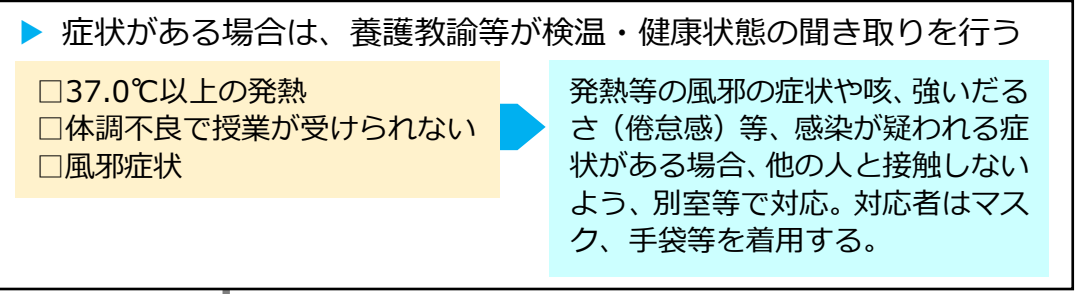 ▶ 症状がある場合は、養護教諭等が検温・健康状態の聞き取りを行う
□37.0℃以上の発熱
□体調不良で授業が受けられない
□風邪症状
発熱等の風邪の症状や咳、強いだる
さ（倦怠感）等、感染が疑われる症
状がある場合、他の人と接触しない
よう、別室等で対応。対応者はマス
ク、手袋等を着用する。